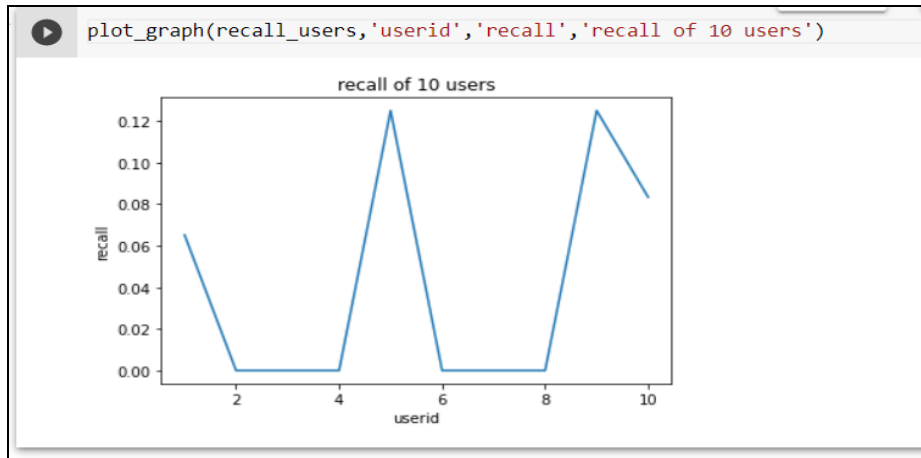 plot_graph(recall_users,'userid','recall','recall of 10 users')
recall of 10 users
0.12
0.10
0.08
0.06
0.04
0.02
0.00
recall
2 4 6 8 10
userid